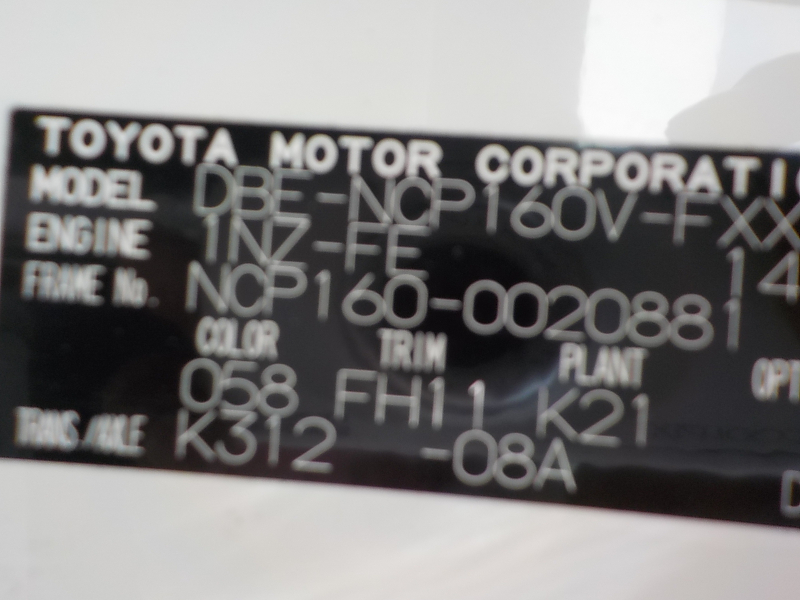 TOYOTA MOTOR CORPORATI
MODEL DBE-NCP160V-FXX
ENGINE 1NZ-FE 14
FRAME No. NCP160-0020881
COLOR TRIM PLANT OPT
058 FH11 K21
TRANS/AXLE K312 -08A D